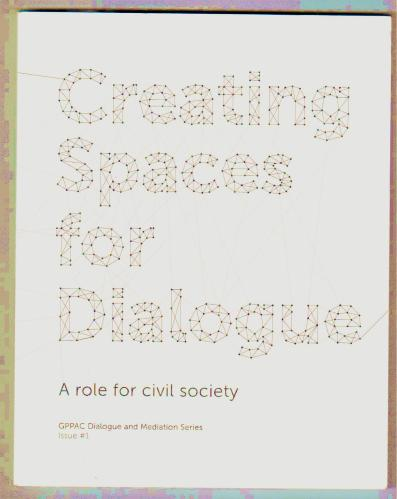 Creating
Spaces
for
Dialogue
A role for civil society
GPPAC Dialogue and Mediation Series
Issue #1